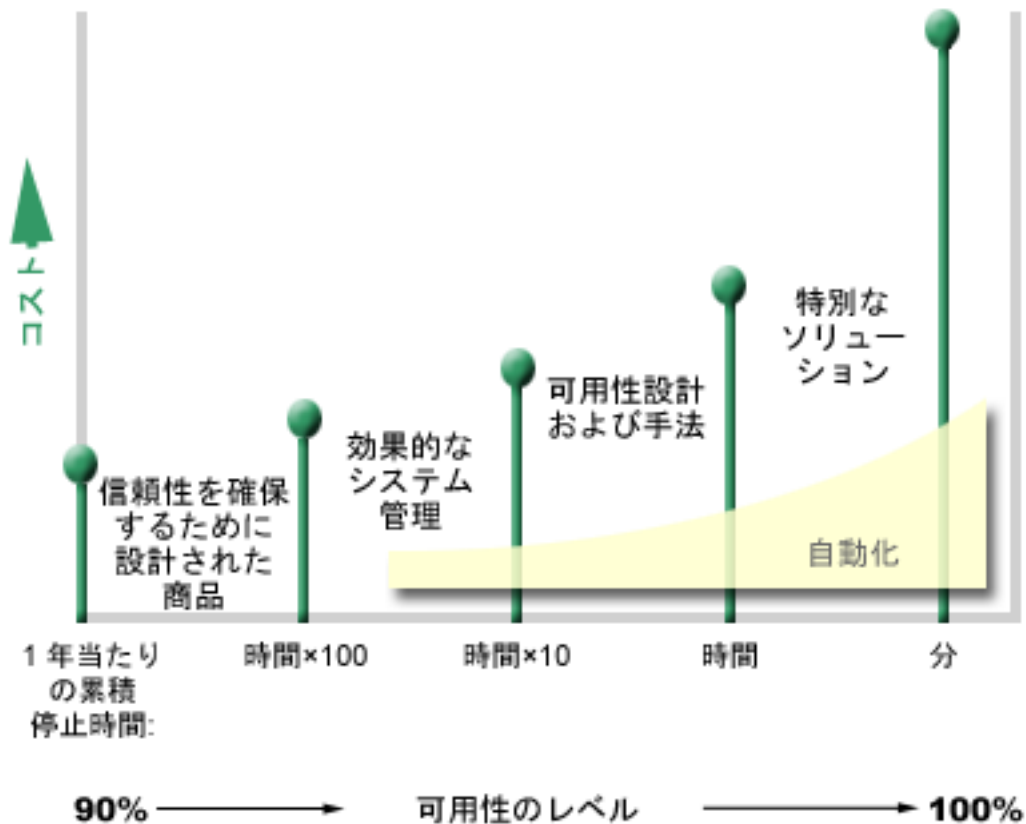 コスト
信頼性を確保
するために
設計された
商品
効果的な
システム
管理
可用性設計
および手法
特別な
ソリュー
ション
自動化
1 年当たり
の累積
停止時間:
時間×100
時間×10
時間
分
90%
可用性のレベル
100%